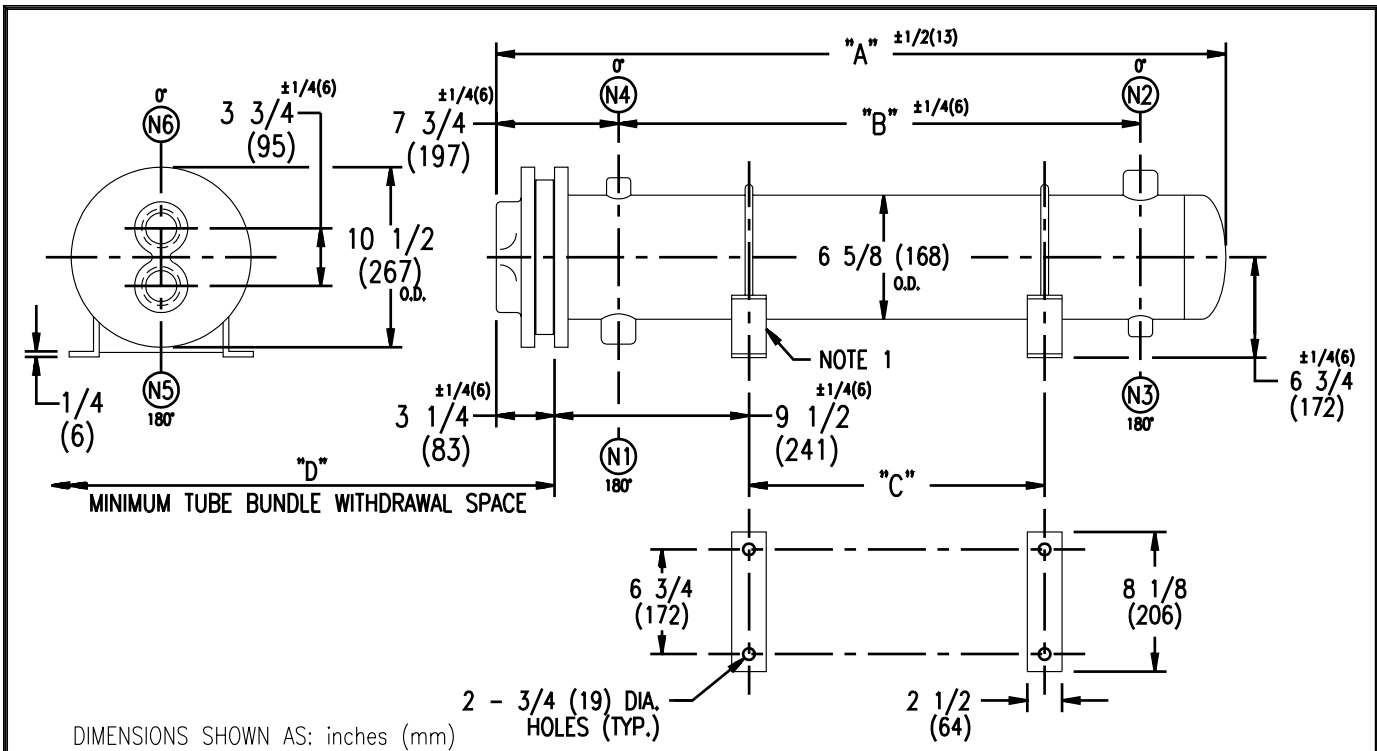 "A" ±1/2(13)
0°
N6
3 3/4 ±1/4(6)
(95)
7 3/4 ±1/4(6)
(197)
0°
N4
"B" ±1/4(6)
0°
N2
10 1/2
(267)
O.D.
6 5/8 (168)
O.D.
NOTE 1
1/4
(6)
N5
180°
3 1/4 ±1/4(6)
(83)
N1
180°
9 1/2 ±1/4(6)
(241)
N3
180°
±1/4(6)
6 3/4
(172)
"D"
MINIMUM TUBE BUNDLE WITHDRAWAL SPACE
"C"
6 3/4
(172)
8 1/8
(206)
2 - 3/4 (19) DIA.
HOLES (TYP.)
2 1/2
(64)
DIMENSIONS SHOWN AS: inches (mm)